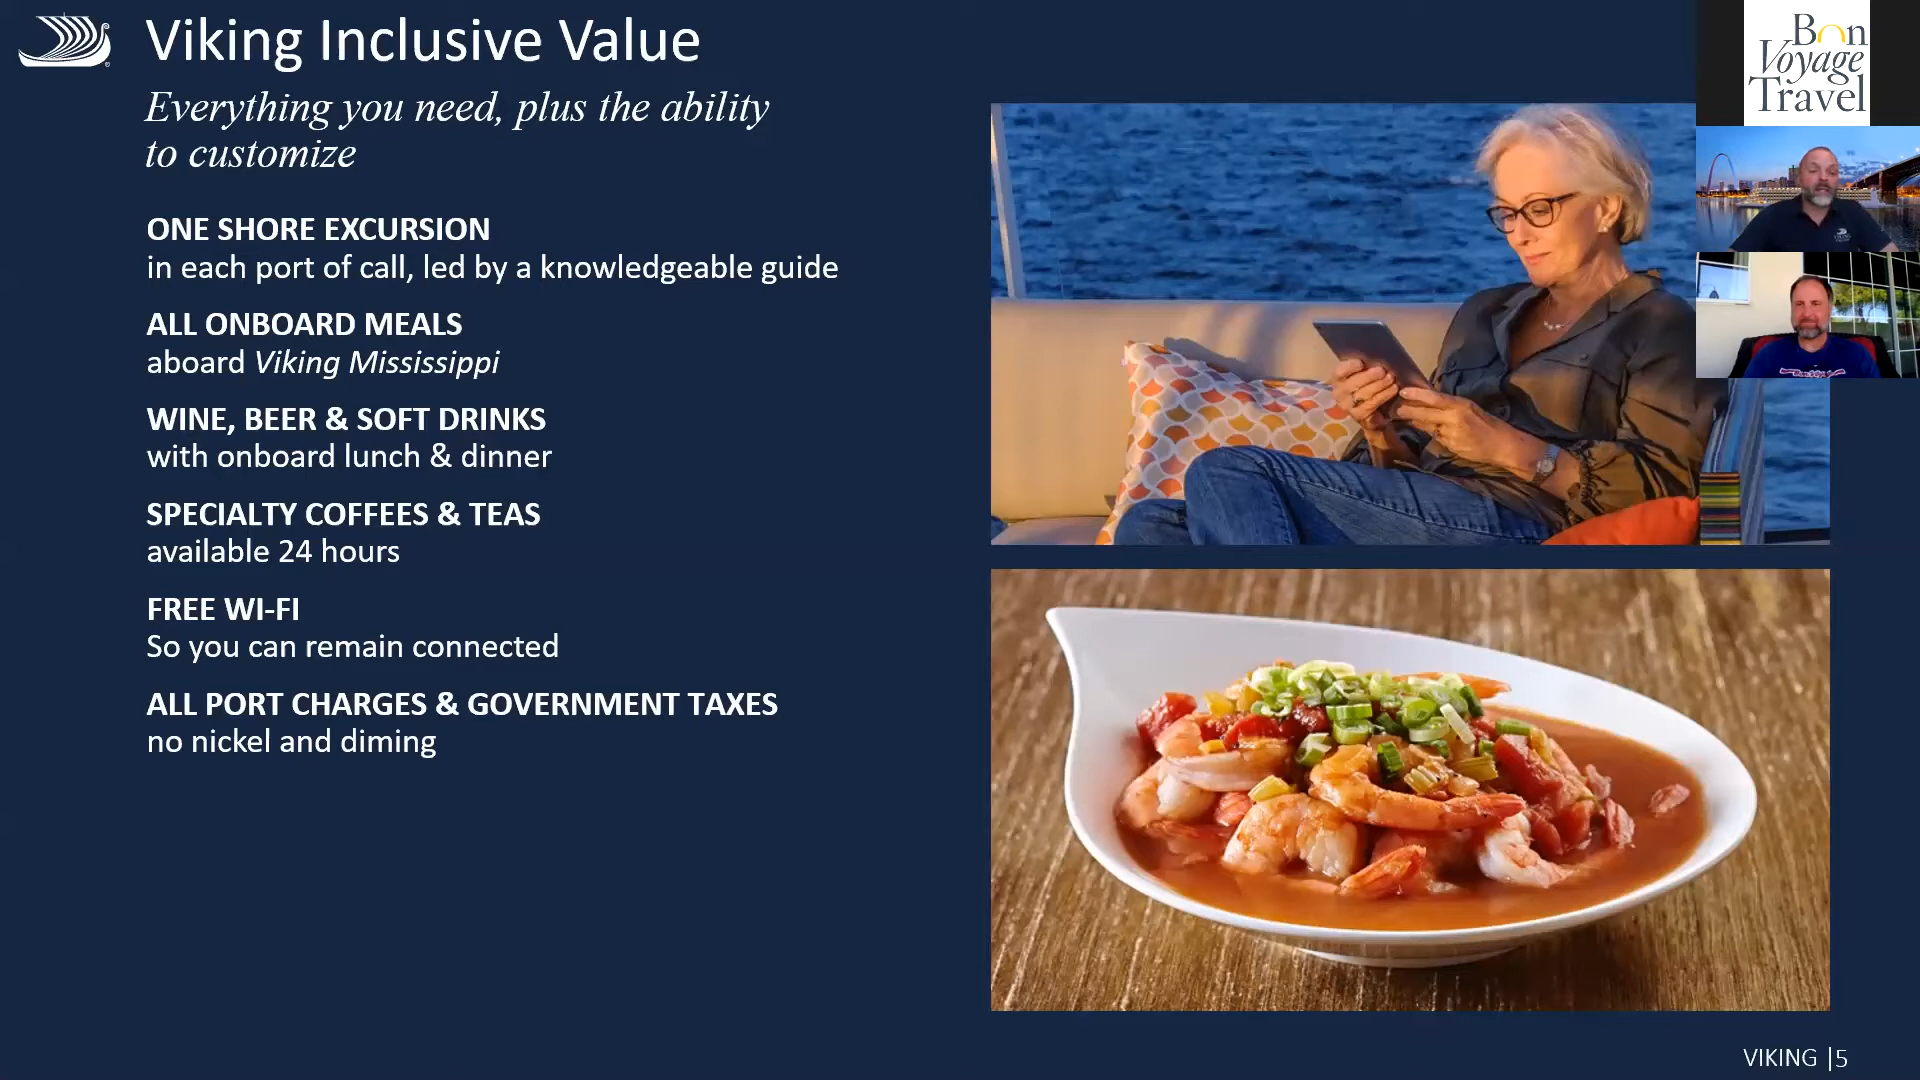 Viking Inclusive Value
Everything you need, plus the ability
to customize
ONE SHORE EXCURSION
in each port of call, led by a knowledgeable guide
ALL ONBOARD MEALS
aboard Viking Mississippi
WINE, BEER & SOFT DRINKS
with onboard lunch & dinner
SPECIALTY COFFEES & TEAS
available 24 hours
FREE WI-FI
So you can remain connected
ALL PORT CHARGES & GOVERNMENT TAXES
no nickel and diming
Bon
Voyage
Travel
VIKING |5